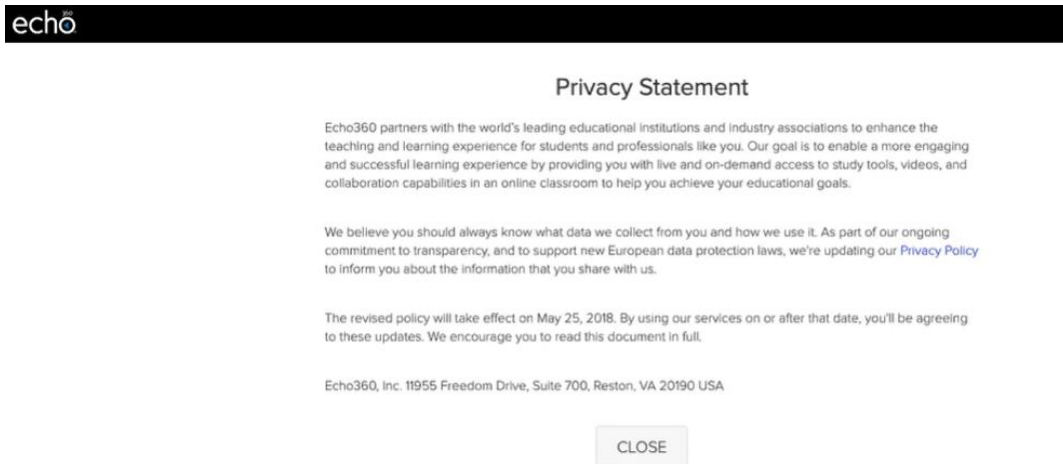 echo360
Privacy Statement
Echo360 partners with the world's leading educational institutions and industry associations to enhance the
teaching and learning experience for students and professionals like you. Our goal is to enable a more engaging
and successful learning experience by providing you with live and on-demand access to study tools, videos, and
collaboration capabilities in an online classroom to help you achieve your educational goals.
We believe you should always know what data we collect from you and how we use it. As part of our ongoing
commitment to transparency, and to support new European data protection laws, we're updating our Privacy Policy
to inform you about the information that you share with us.
The revised policy will take effect on May 25, 2018. By using our services on or after that date, you'll be agreeing
to these updates. We encourage you to read this document in full.
Echo360, Inc. 11955 Freedom Drive, Suite 700, Reston, VA 20190 USA
CLOSE